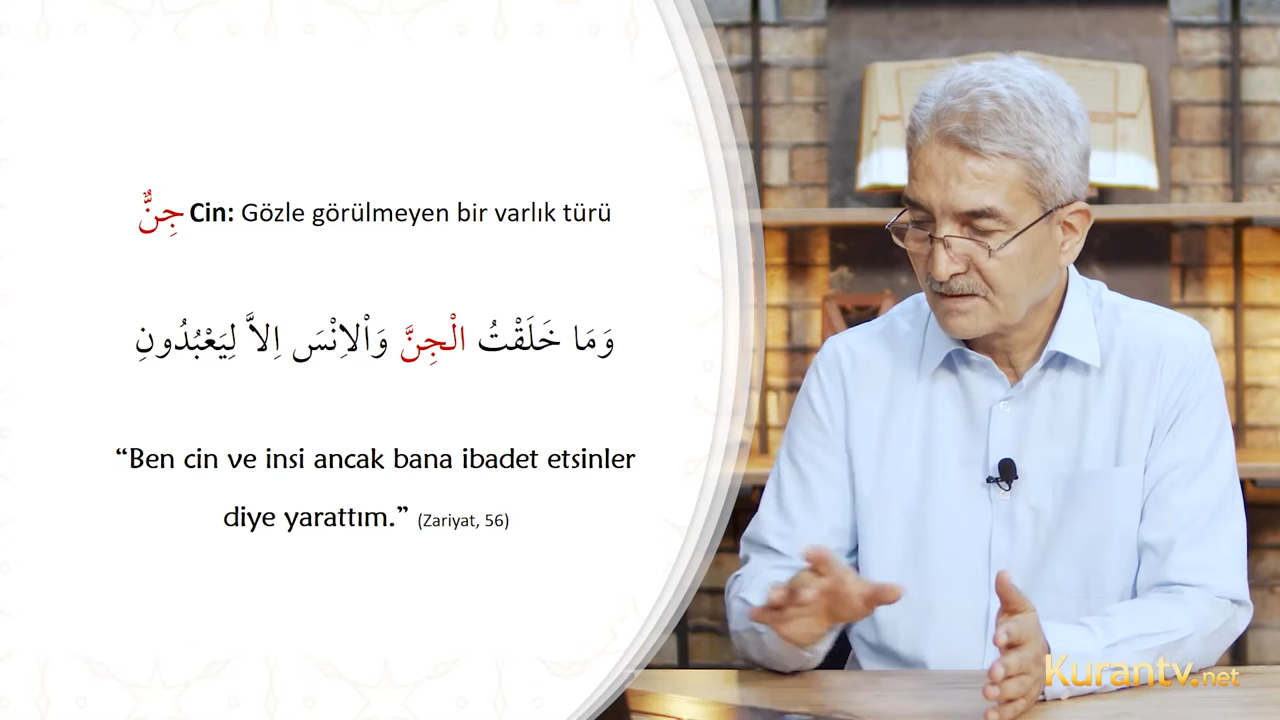 جِنٌّ Cin: Gözle görülmeyen bir varlık türü
وَمَا خَلَقْتُ الْجِنَّ وَاْلاِنْسَ اِلاَّ لِيَعْبُدُونِ
“Ben cin ve insi ancak bana ibadet etsinler
diye yarattım.” (Zariyat, 56)
Kurantv.net